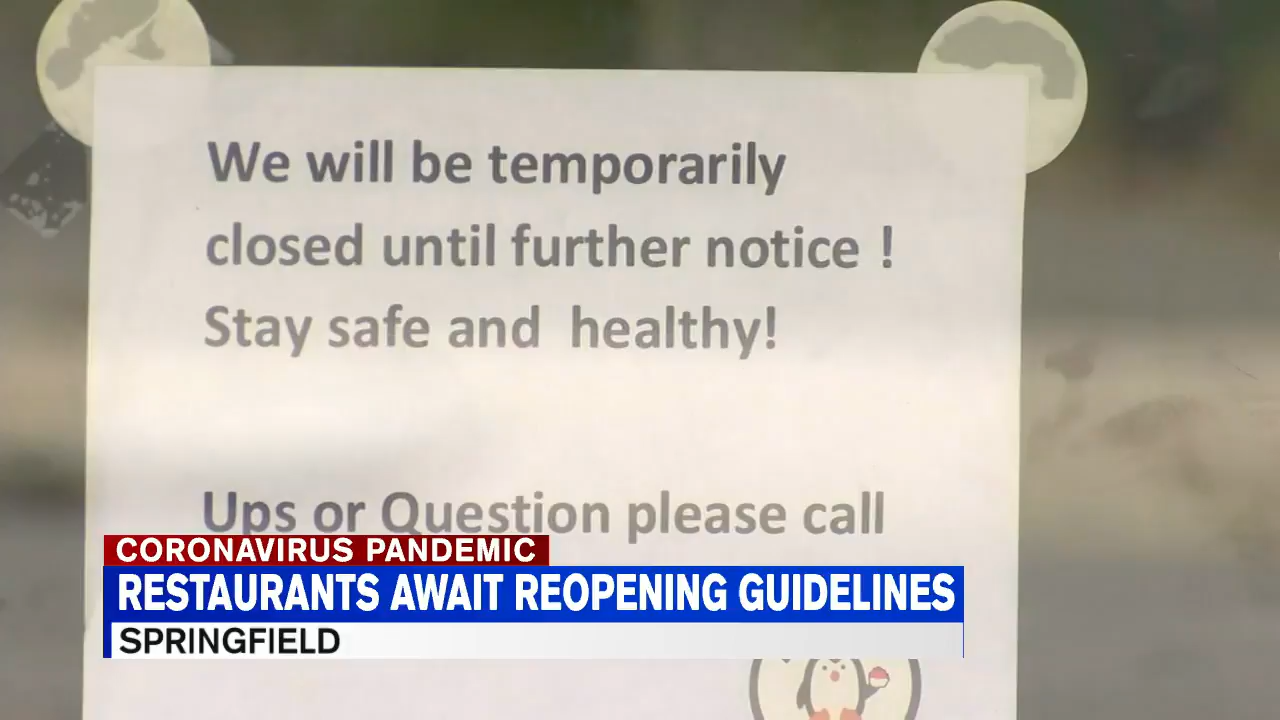 We will be temporarily
closed until further notice !
Stay safe and healthy!
Ups or Question please call
CORONAVIRUS PANDEMIC
RESTAURANTS AWAIT REOPENING GUIDELINES
SPRINGFIELD